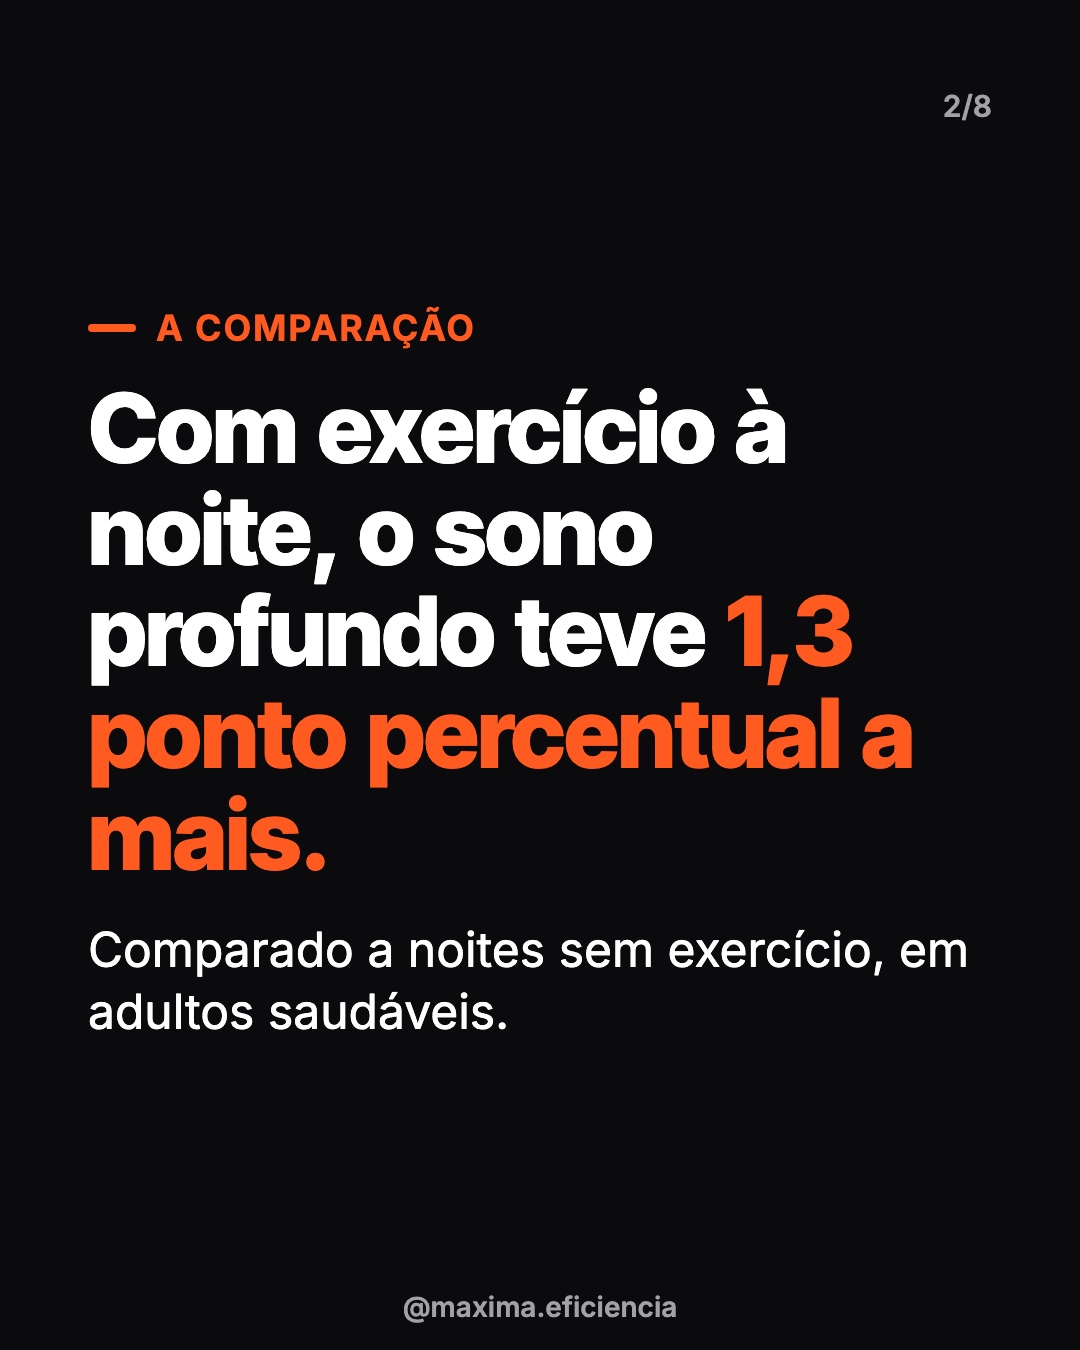 2/8
A COMPARAÇÃO
Com exercício à
noite, o sono
profundo teve 1,3
ponto percentual a
mais.
Comparado a noites sem exercício, em
adultos saudáveis.
@maxima.eficiencia